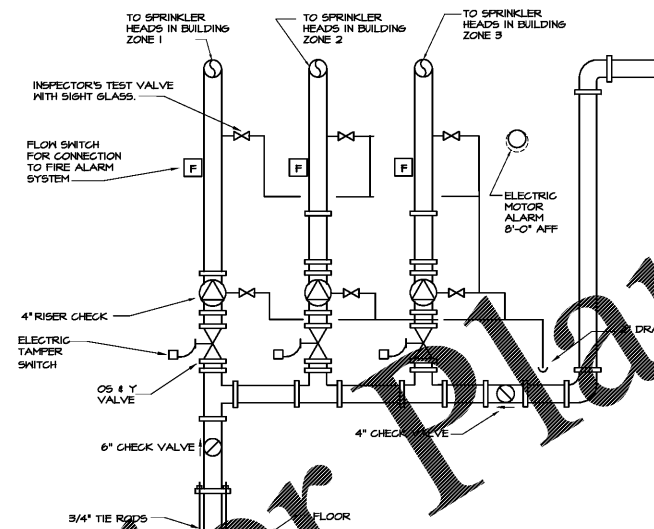 TO SPRINKLER
HEADS IN BUILDING
ZONE 1
TO SPRINKLER
HEADS IN BUILDING
ZONE 2
TO SPRINKLER
HEADS IN BUILDING
ZONE 3
INSPECTOR'S TEST VALVE
WITH SIGHT GLASS.
FLOW SWITCH
FOR CONNECTION
TO FIRE ALARM
SYSTEM
F
F
F
ELECTRIC
MOTOR
ALARM
8'-0" AFF
4" RISER CHECK
ELECTRIC
TAMPER
SWITCH
OS & Y
VALVE
4" CHECK VALVE
6" CHECK VALVE
3/4" TIE RODS
FLOOR
r Pla